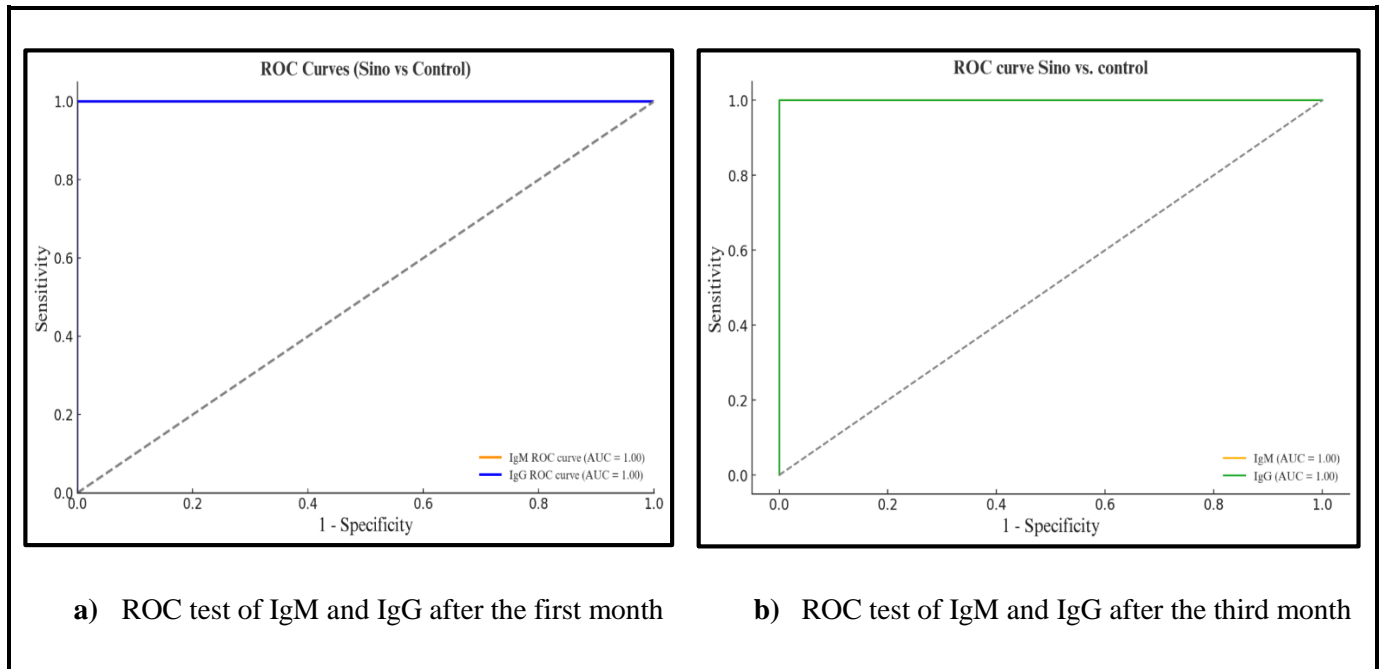 ROC Curves (Sino vs Control)
1.0
0.8
0.6
0.4
0.2
0.0
Sensitivity
IgM ROC curve (AUC = 1.00)
IgG ROC curve (AUC = 1.00)
0.0 0.2 0.4 0.6 0.8 1.0
1 - Specificity
ROC curve Sino vs. control
1.0
0.8
0.6
0.4
0.2
0.0
Sensitivity
IgM (AUC = 1.00)
IgG (AUC = 1.00)
0.0 0.2 0.4 0.6 0.8 1.0
1 - Specificity
a) ROC test of IgM and IgG after the first month
b) ROC test of IgM and IgG after the third month